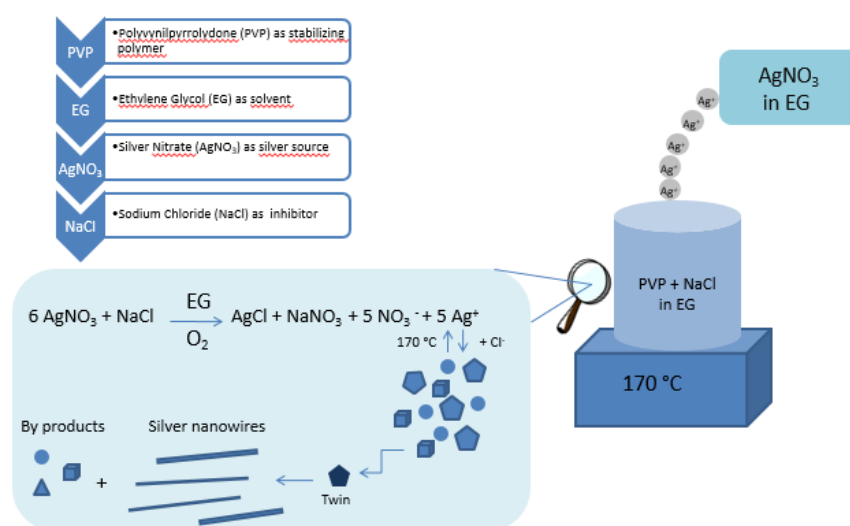 PVP
•Polyvynilpyrrolydone (PVP) as stabilizing
polymer
EG
•Ethylene Glycol (EG) as solvent
AgNO₃
•Silver Nitrate (AgNO₃) as silver source
NaCl
•Sodium Chloride (NaCl) as inhibitor
AgNO₃
in EG
Ag⁺
Ag⁺
Ag⁺
Ag⁺
Ag⁺
PVP + NaCl
in EG
170 °C
6 AgNO₃ + NaCl
EG
O₂
AgCl + NaNO₃ + 5 NO₃ ⁻ + 5 Ag⁺
170 °C
+ Cl⁻
By products
Silver nanowires
+
Twin